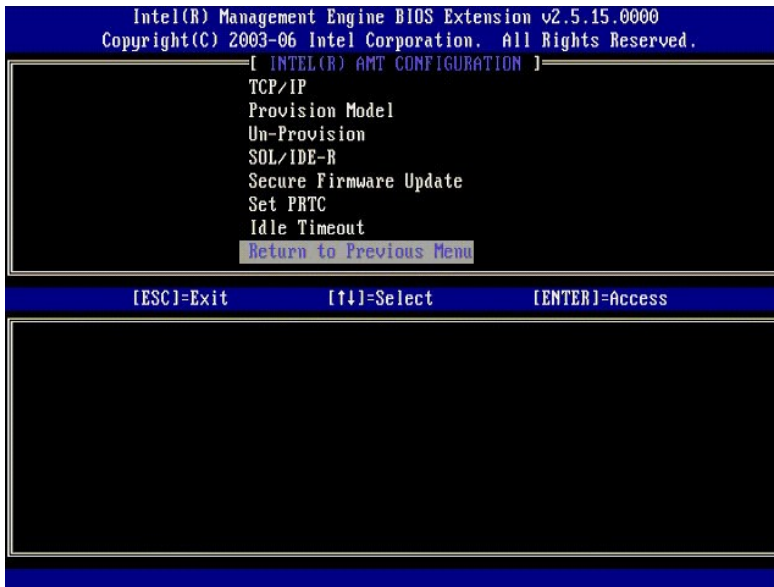 Intel(R) Management Engine BIOS Extension v2.5.15.0000
Copyright(C) 2003-06 Intel Corporation. All Rights Reserved.
[ INTEL(R) AMT CONFIGURATION ]
TCP/IP
Provision Model
Un-Provision
SOL/IDE-R
Secure Firmware Update
Set PRTC
Idle Timeout
Return to Previous Menu
[ESC]=Exit [↑↓]=Select [ENTER]=Access